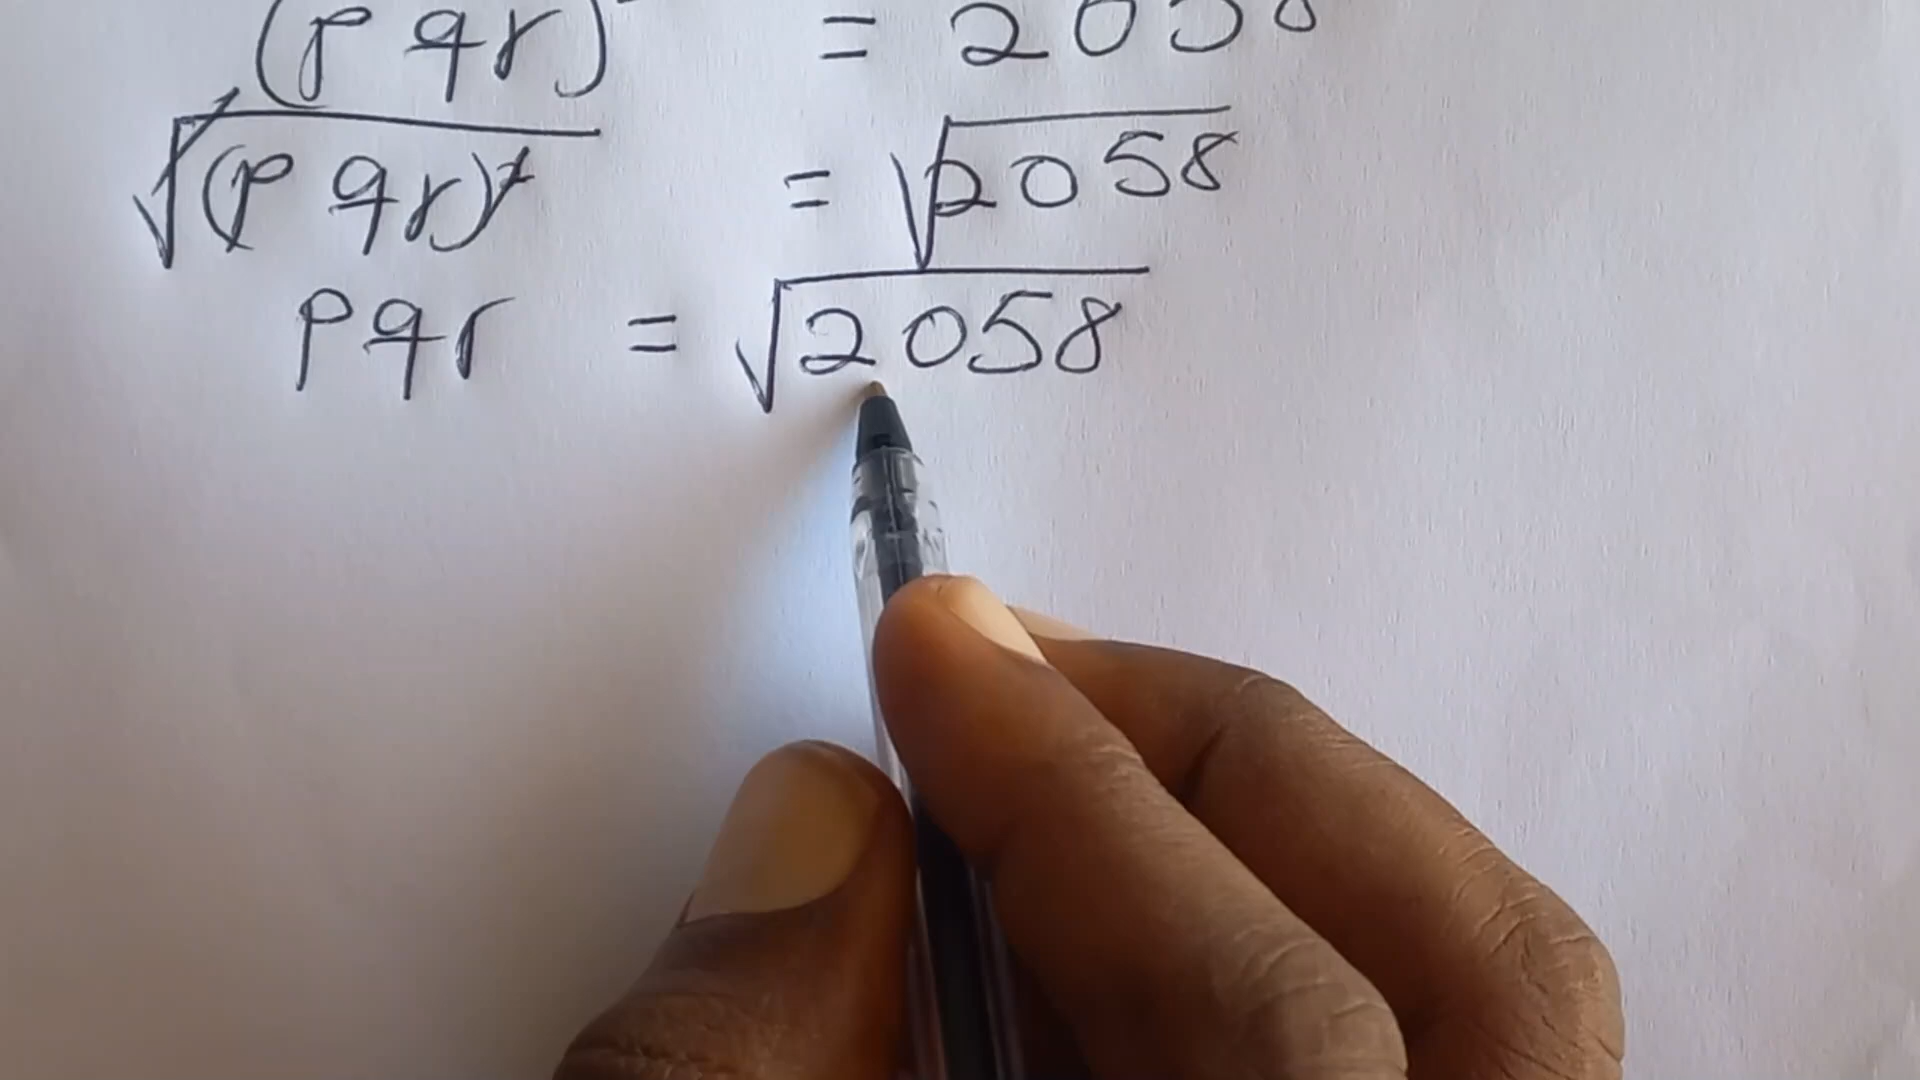 (pqr)² = 2058
√(pqr)² = √2058
pqr = √2058